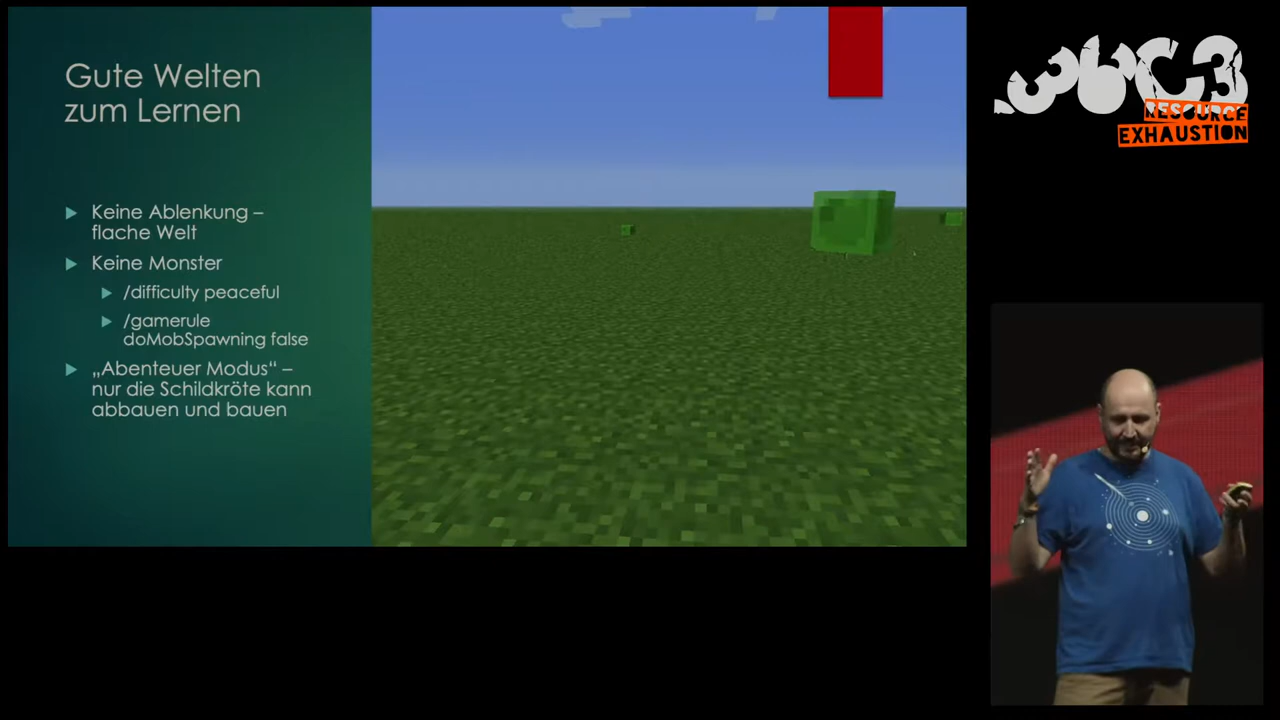 Gute Welten
zum Lernen
Keine Ablenkung –
flache Welt
Keine Monster
/difficulty peaceful
/gamerule
doMobSpawning false
„Abenteuer Modus“ –
nur die Schildkröte kann
abbauen und bauen
36C3
RESOURCE
EXHAUSTION